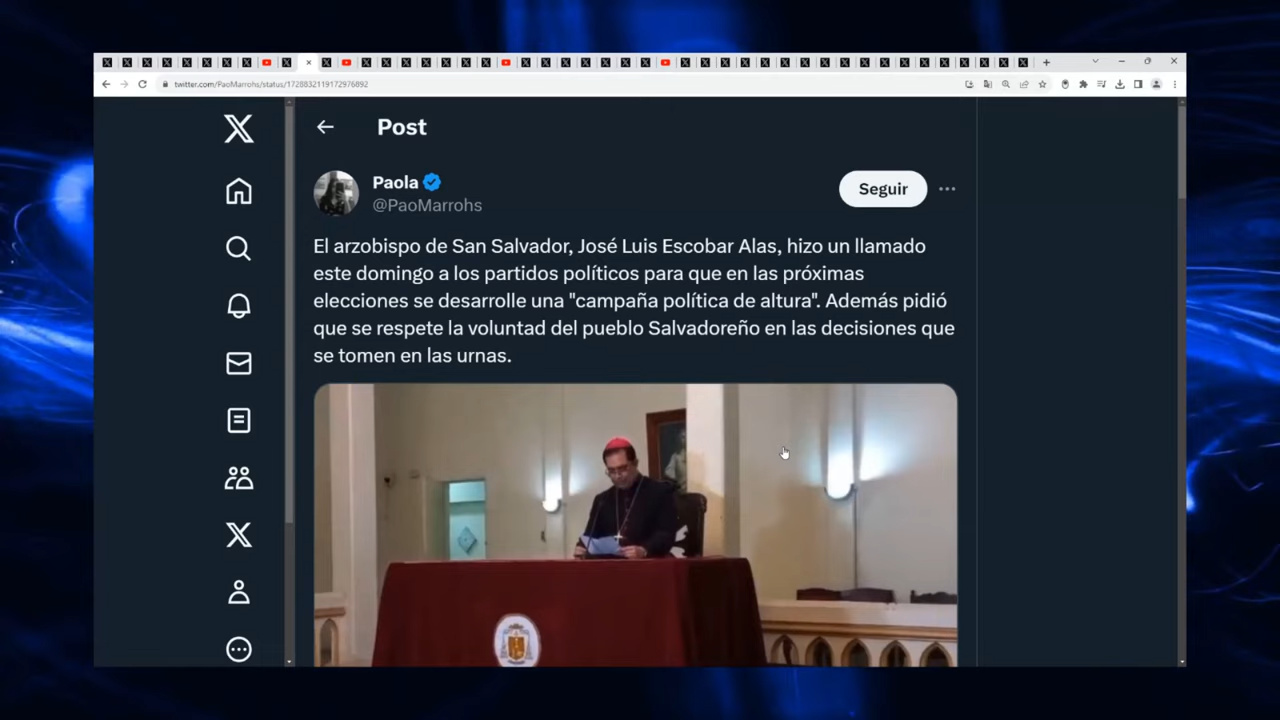 twitter.com/PaoMarrohs/status/1728832119172976892
Post
Paola
@PaoMarrohs
Seguir
El arzobispo de San Salvador, José Luis Escobar Alas, hizo un llamado
este domingo a los partidos políticos para que en las próximas
elecciones se desarrolle una "campaña política de altura". Además pidió
que se respete la voluntad del pueblo Salvadoreño en las decisiones que
se tomen en las urnas.